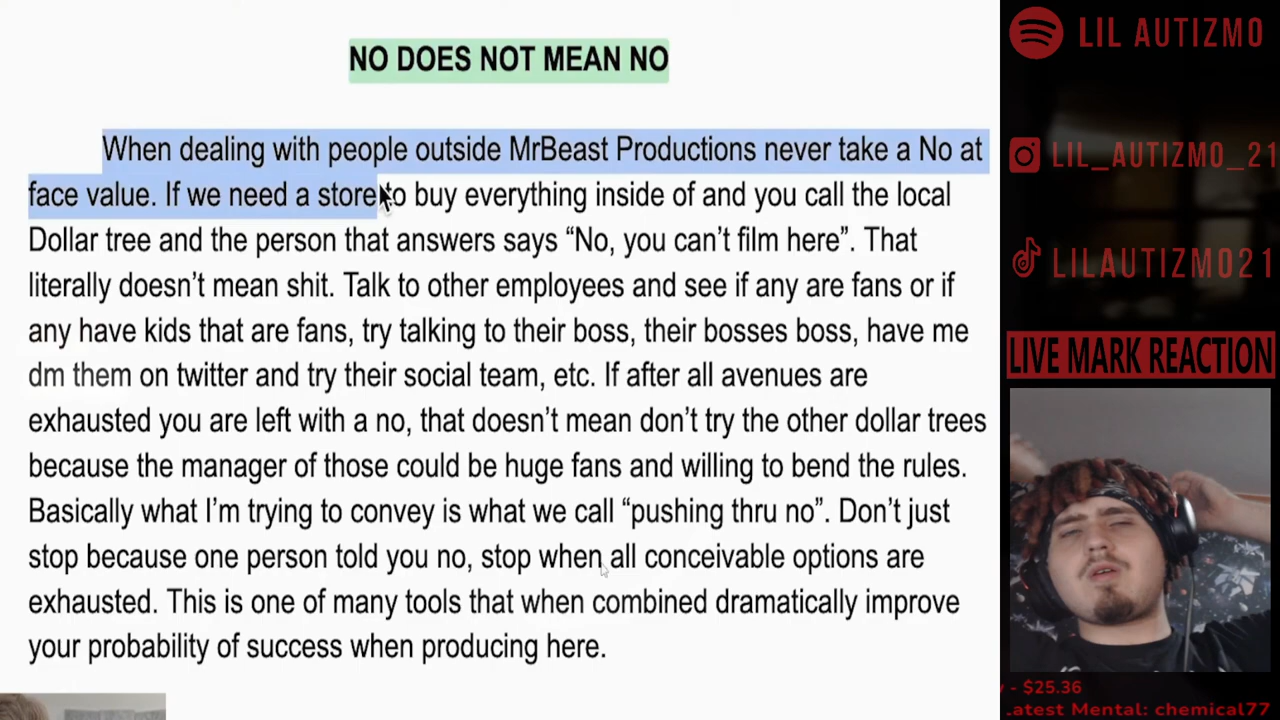 NO DOES NOT MEAN NO
When dealing with people outside MrBeast Productions never take a No at
face value. If we need a store to buy everything inside of and you call the local
Dollar tree and the person that answers says “No, you can’t film here”. That
literally doesn’t mean shit. Talk to other employees and see if any are fans or if
any have kids that are fans, try talking to their boss, their bosses boss, have me
dm them on twitter and try their social team, etc. If after all avenues are
exhausted you are left with a no, that doesn’t mean don’t try the other dollar trees
because the manager of those could be huge fans and willing to bend the rules.
Basically what I’m trying to convey is what we call “pushing thru no”. Don’t just
stop because one person told you no, stop when all conceivable options are
exhausted. This is one of many tools that when combined dramatically improve
your probability of success when producing here.
LIL AUTIZMO
LIL_AUTIZMO_21
LILAUTIZMO21
LIVE MARK REACTION
- $25.36
Latest Mental: chemical77